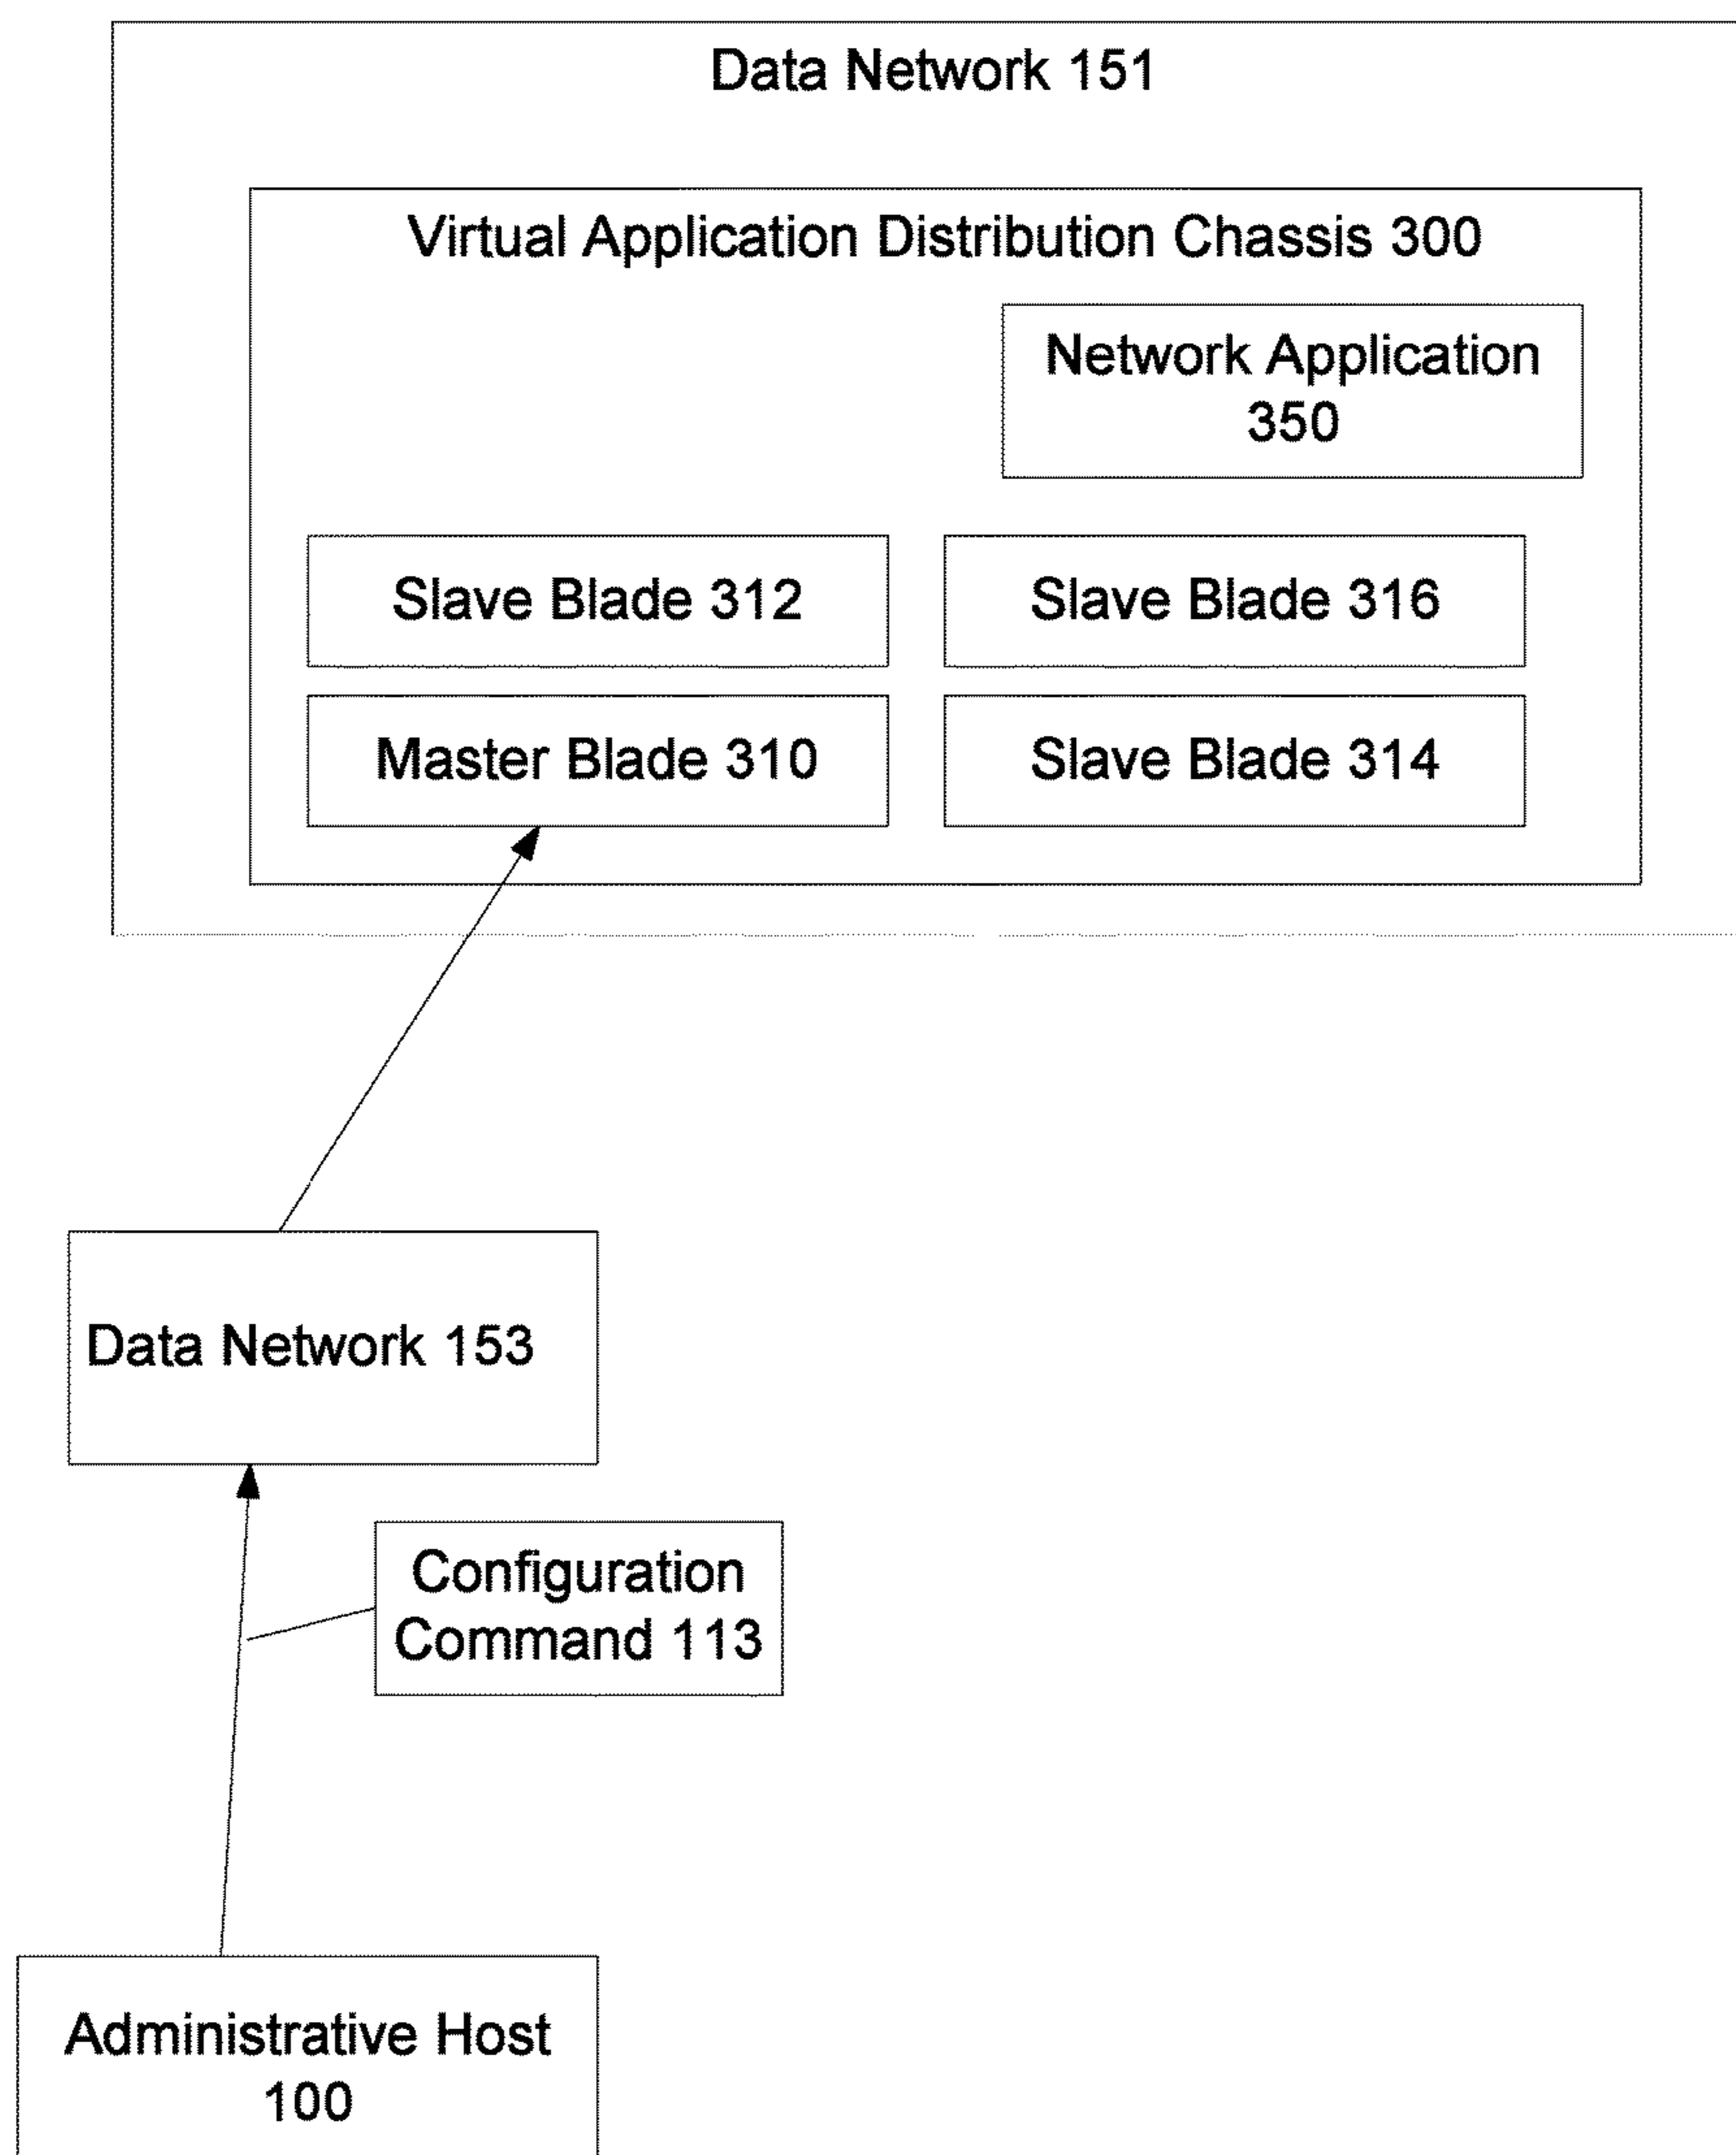 Data Network 151
Virtual Application Distribution Chassis 300
Network Application
350
Slave Blade 312
Slave Blade 316
Master Blade 310
Slave Blade 314
Data Network 153
Configuration
Command 113
Administrative Host
100